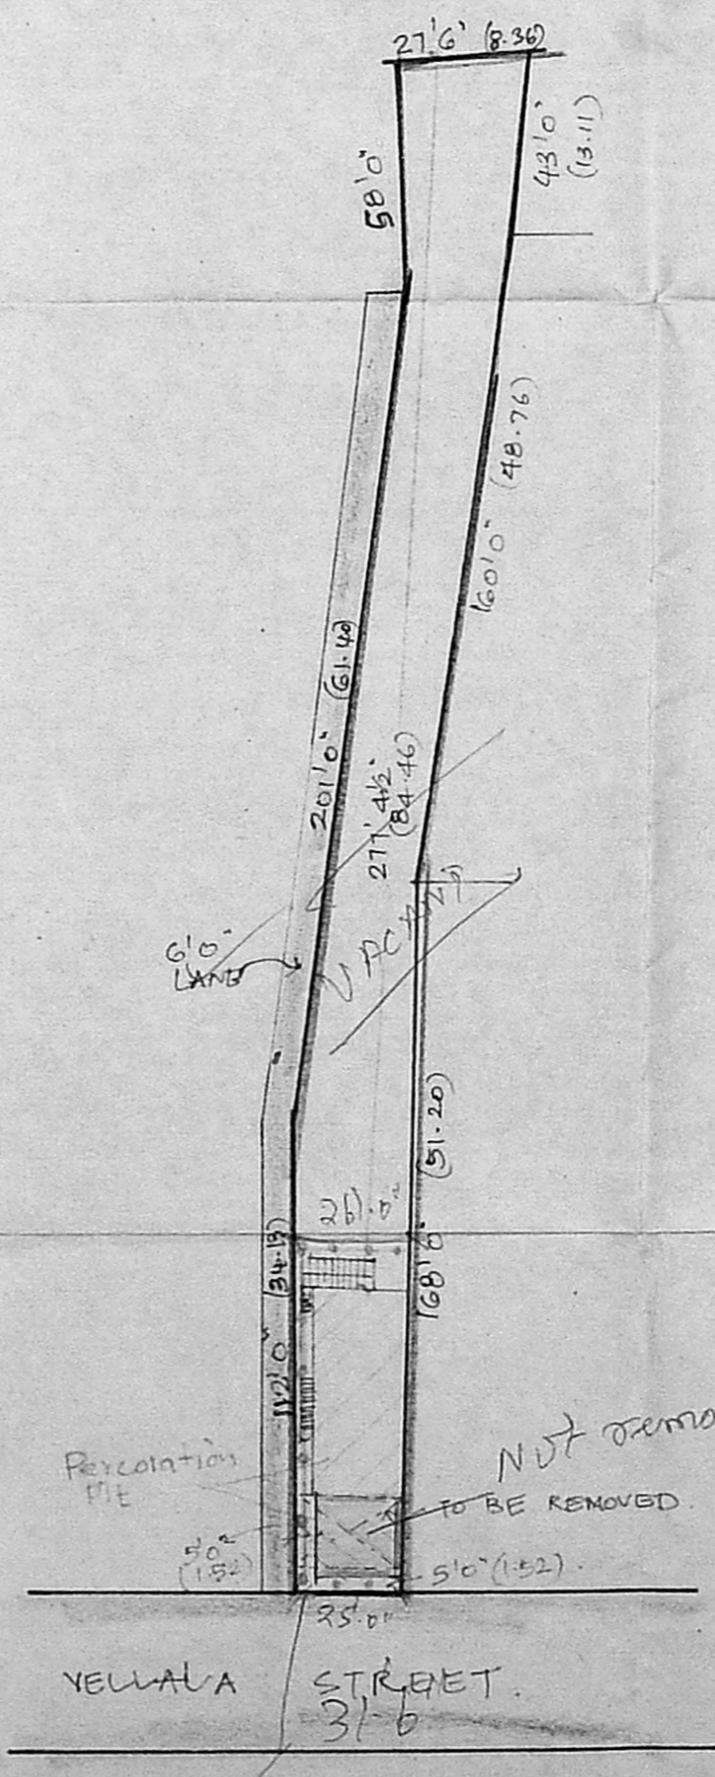 27'6" (8.36)
58'0"
43'0"
(13.11)
160'0" (48.76)
201'0" (61.40)
277'4½"
(84.46)
6'0"
LANE
168'0" (51.20)
26'.0"
112'0" (34.13)
Percolation
Pit
Not remo
TO BE REMOVED.
5'0"
(1.52)
5'0" (1.52).
25'.0"
VELLALA STREET.
31-6